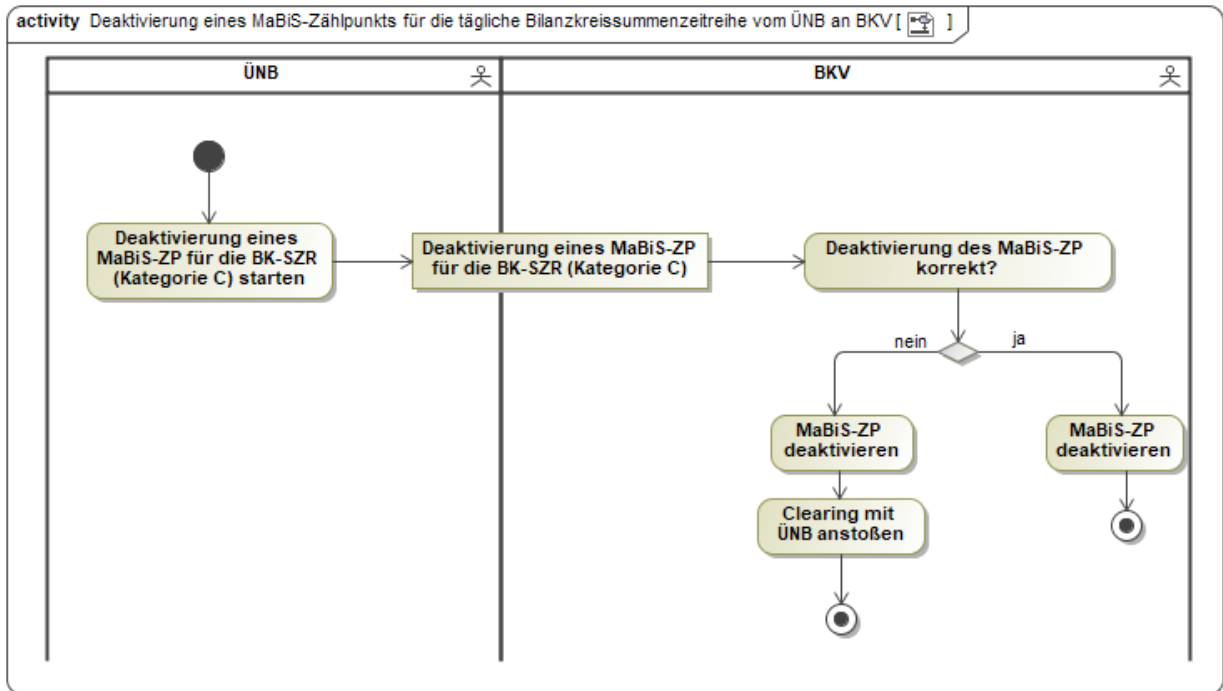 activity Deaktivierung eines MaBiS-Zählpunkts für die tägliche Bilanzkreissummenzeitreihe vom ÜNB an BKV [ ]
ÜNB
BKV
Deaktivierung eines
MaBiS-ZP für die BK-SZR
(Kategorie C) starten
Deaktivierung eines MaBiS-ZP
für die BK-SZR (Kategorie C)
Deaktivierung des MaBiS-ZP
korrekt?
nein
ja
MaBiS-ZP
deaktivieren
MaBiS-ZP
deaktivieren
Clearing mit
ÜNB anstoßen